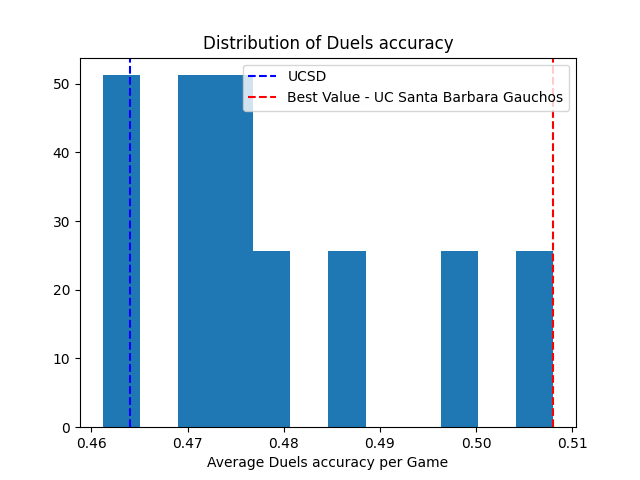 Distribution of Duels accuracy
UCSD
Best Value - UC Santa Barbara Gauchos
50
40
30
20
10
0
0.46 0.47 0.48 0.49 0.50 0.51
Average Duels accuracy per Game